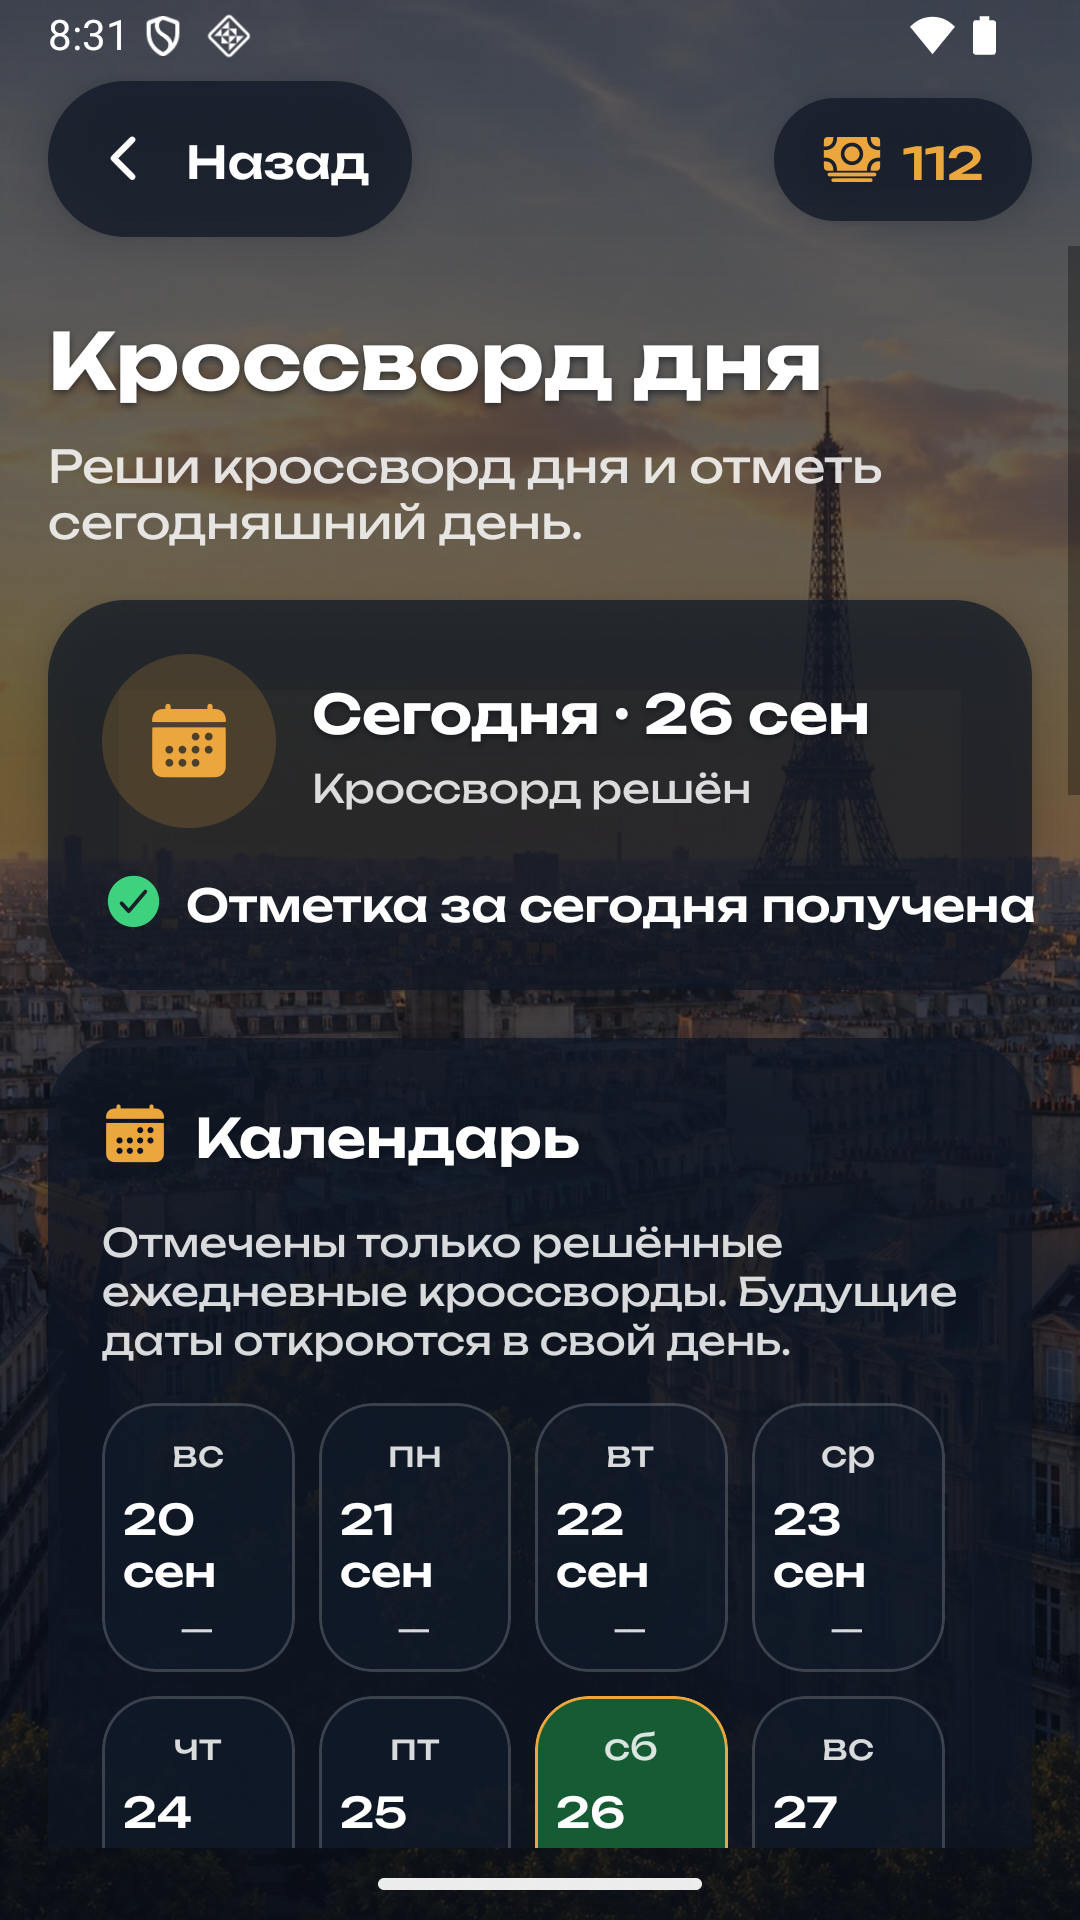 8:31
Назад
112
Кроссворд дня
Реши кроссворд дня и отметь
сегодняшний день.
Сегодня · 26 сен
Кроссворд решён
Отметка за сегодня получена
Календарь
Отмечены только решённые
ежедневные кроссворды. Будущие
даты откроются в свой день.
вс пн вт ср
20 21 22 23
сен сен сен сен
— — — —
чт пт сб вс
24 25 26 27